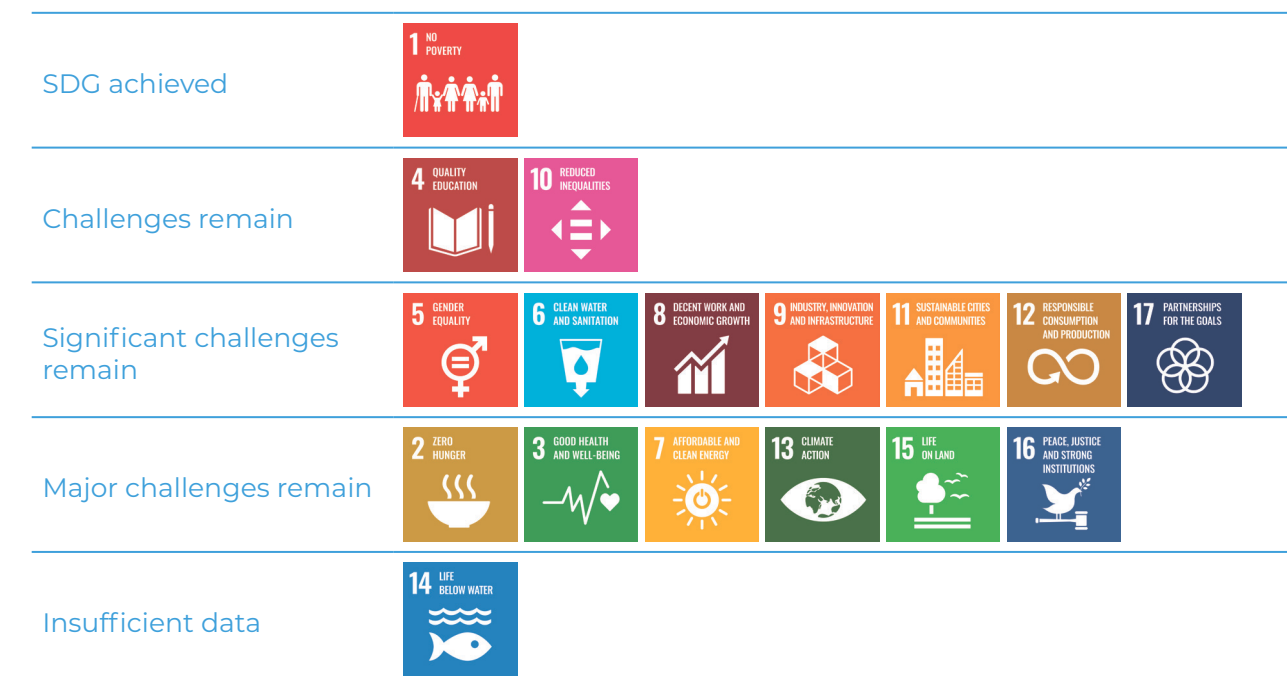 SDG achieved
1 NO
POVERTY
Challenges remain
4 QUALITY
EDUCATION
10 REDUCED
INEQUALITIES
Significant challenges
remain
5 GENDER
EQUALITY
6 CLEAN WATER
AND SANITATION
8 DECENT WORK AND
ECONOMIC GROWTH
9 INDUSTRY, INNOVATION
AND INFRASTRUCTURE
11 SUSTAINABLE CITIES
AND COMMUNITIES
12 RESPONSIBLE
CONSUMPTION
AND PRODUCTION
17 PARTNERSHIPS
FOR THE GOALS
Major challenges remain
2 ZERO
HUNGER
3 GOOD HEALTH
AND WELL-BEING
7 AFFORDABLE AND
CLEAN ENERGY
13 CLIMATE
ACTION
15 LIFE
ON LAND
16 PEACE, JUSTICE
AND STRONG
INSTITUTIONS
Insufficient data
14 LIFE
BELOW WATER